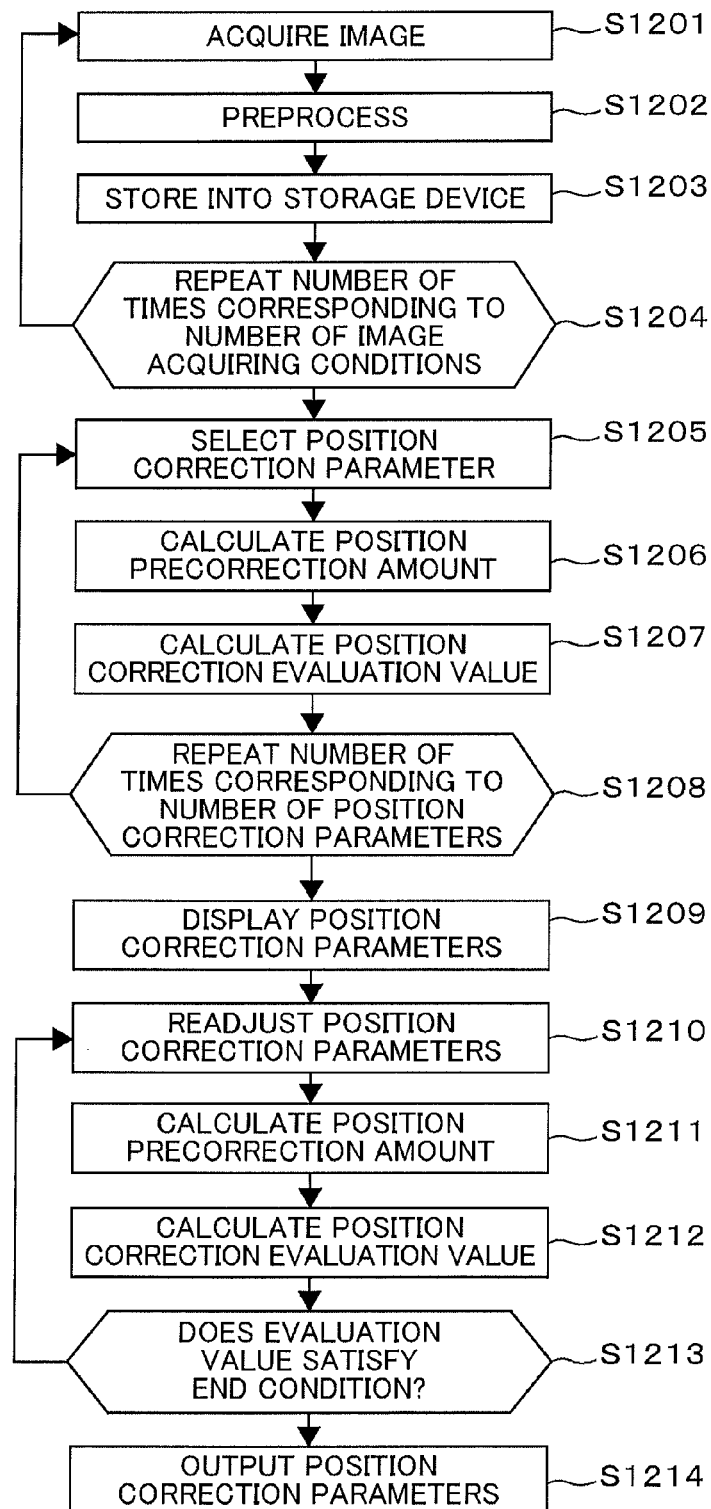 ACQUIRE IMAGE
S1201
PREPROCESS
S1202
STORE INTO STORAGE DEVICE
S1203
REPEAT NUMBER OF
TIMES CORRESPONDING TO
NUMBER OF IMAGE
ACQUIRING CONDITIONS
S1204
SELECT POSITION
CORRECTION PARAMETER
S1205
CALCULATE POSITION
PRECORRECTION AMOUNT
S1206
CALCULATE POSITION
CORRECTION EVALUATION VALUE
S1207
REPEAT NUMBER OF
TIMES CORRESPONDING TO
NUMBER OF POSITION
CORRECTION PARAMETERS
S1208
DISPLAY POSITION
CORRECTION PARAMETERS
S1209
READJUST POSITION
CORRECTION PARAMETERS
S1210
CALCULATE POSITION
PRECORRECTION AMOUNT
S1211
CALCULATE POSITION
CORRECTION EVALUATION VALUE
S1212
DOES EVALUATION
VALUE SATISFY
END CONDITION?
S1213
OUTPUT POSITION
CORRECTION PARAMETERS
S1214